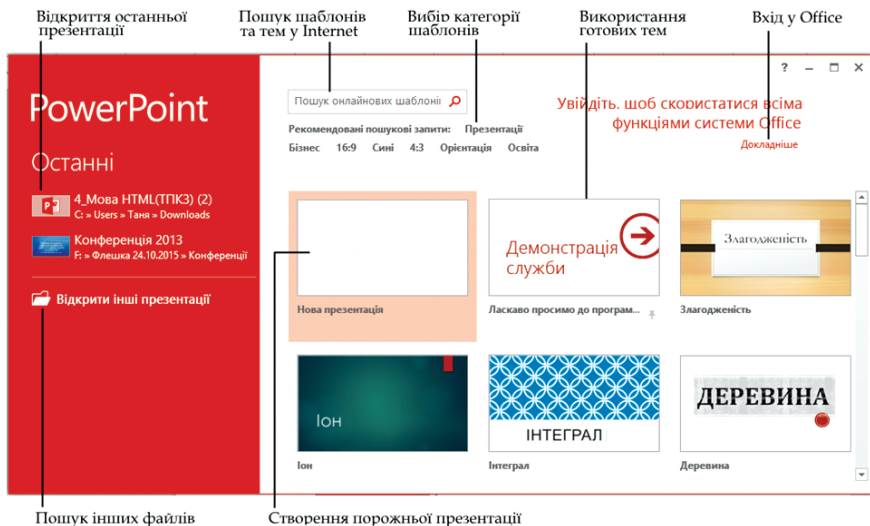 Відкриття останньої
презентації
Пошук шаблонів
та тем у Internet
Вибір категорії
шаблонів
Використання
готових тем
Вхід у Office
? – ×
PowerPoint
Останні
4_Мова HTML(ТПКЗ) (2)
C: » Users » Таня » Downloads
Конференція 2013
F: » Флешка 24.10.2015 » Конференції
Відкрити інші презентації
Пошук онлайнових шаблоні
Рекомендовані пошукові запити: Презентації
Бізнес 16:9 Сині 4:3 Орієнтація Освіта
Увійдіть, щоб скористатися всіма
функціями системи Office
Докладніше
Нова презентація
Демонстрація
служби
Ласкаво просимо до програм...
Злагодженість
Злагодженість
Іон
Іон
ІНТЕГРАЛ
Інтеграл
ДЕРЕВИНА
Деревина
Пошук інших файлів
Створення порожньої презентації